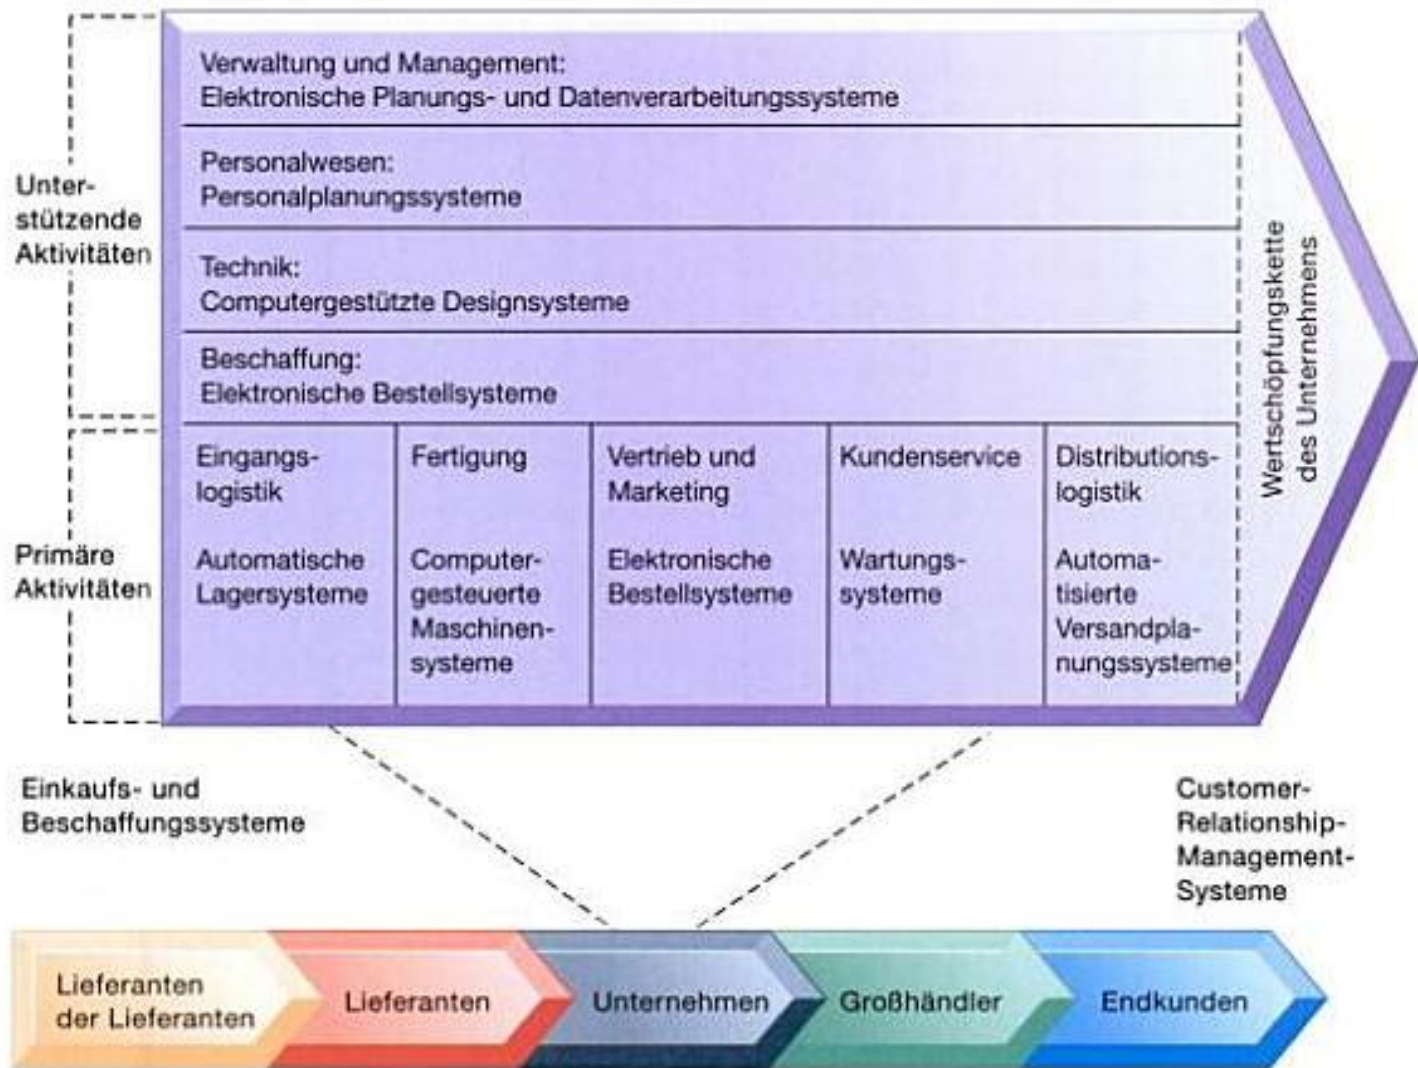 Verwaltung und Management:
Elektronische Planungs- und Datenverarbeitungssysteme
Personalwesen:
Personalplanungssysteme
Unter-
stützende
Aktivitäten
Technik:
Computergestützte Designsysteme
Beschaffung:
Elektronische Bestellsysteme
Wertschöpfungskette
des Unternehmens
Primäre
Aktivitäten
Eingangs-
logistik
Automatische
Lagersysteme
Fertigung
Computer-
gesteuerte
Maschinen-
systeme
Vertrieb und
Marketing
Elektronische
Bestellsysteme
Kundenservice
Wartungs-
systeme
Distributions-
logistik
Automa-
tisierte
Versandpla-
nungssysteme
Einkaufs- und
Beschaffungssysteme
Customer-
Relationship-
Management-
Systeme
Lieferanten
der Lieferanten
Lieferanten
Unternehmen
Großhändler
Endkunden